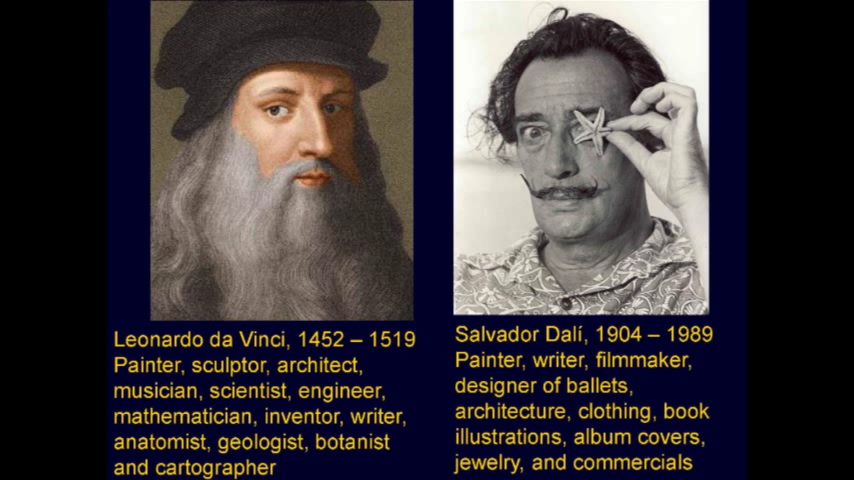 Leonardo da Vinci, 1452 – 1519
Painter, sculptor, architect,
musician, scientist, engineer,
mathematician, inventor, writer,
anatomist, geologist, botanist
and cartographer
Salvador Dalí, 1904 – 1989
Painter, writer, filmmaker,
designer of ballets,
architecture, clothing, book
illustrations, album covers,
jewelry, and commercials